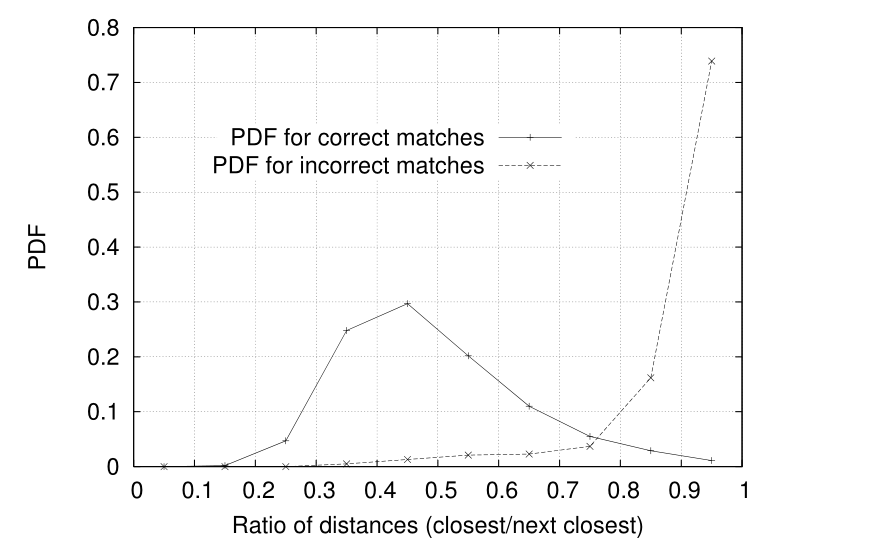 0.8
0.7
0.6
0.5
0.4
0.3
0.2
0.1
0
PDF
PDF for correct matches
PDF for incorrect matches
0 0.1 0.2 0.3 0.4 0.5 0.6 0.7 0.8 0.9 1
Ratio of distances (closest/next closest)